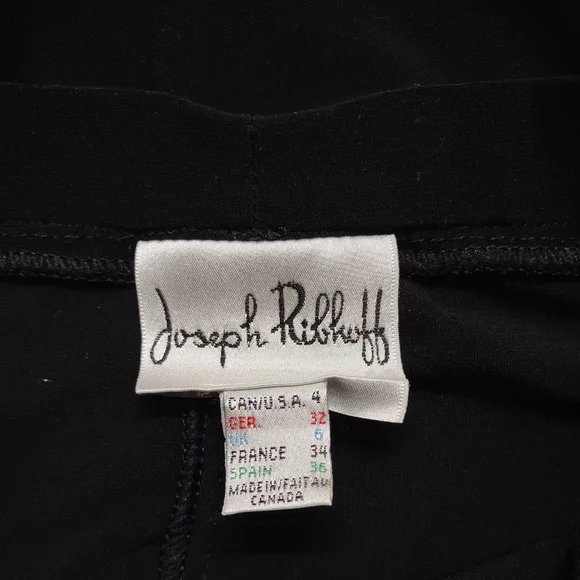 Joseph Ribkoff
CAN/U.S.A. 4
GER. 32
UK 6
FRANCE 34
SPAIN 36
MADE IN/FAIT AU
CANADA